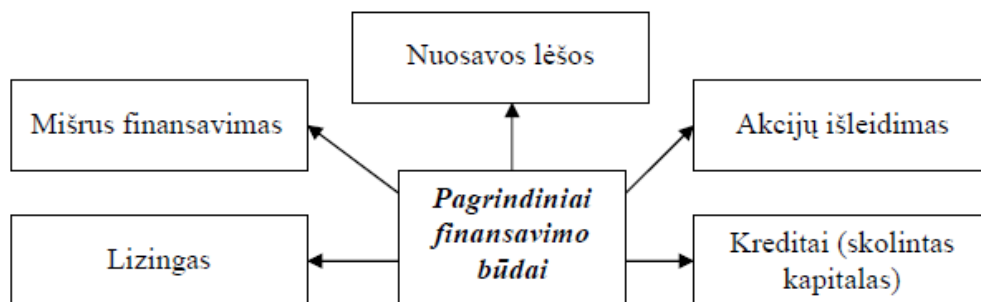 Nuosavos lėšos
Mišrus finansavimas
Akcijų išleidimas
Pagrindiniai
finansavimo
būdai
Lizingas
Kreditai (skolintas
kapitalas)